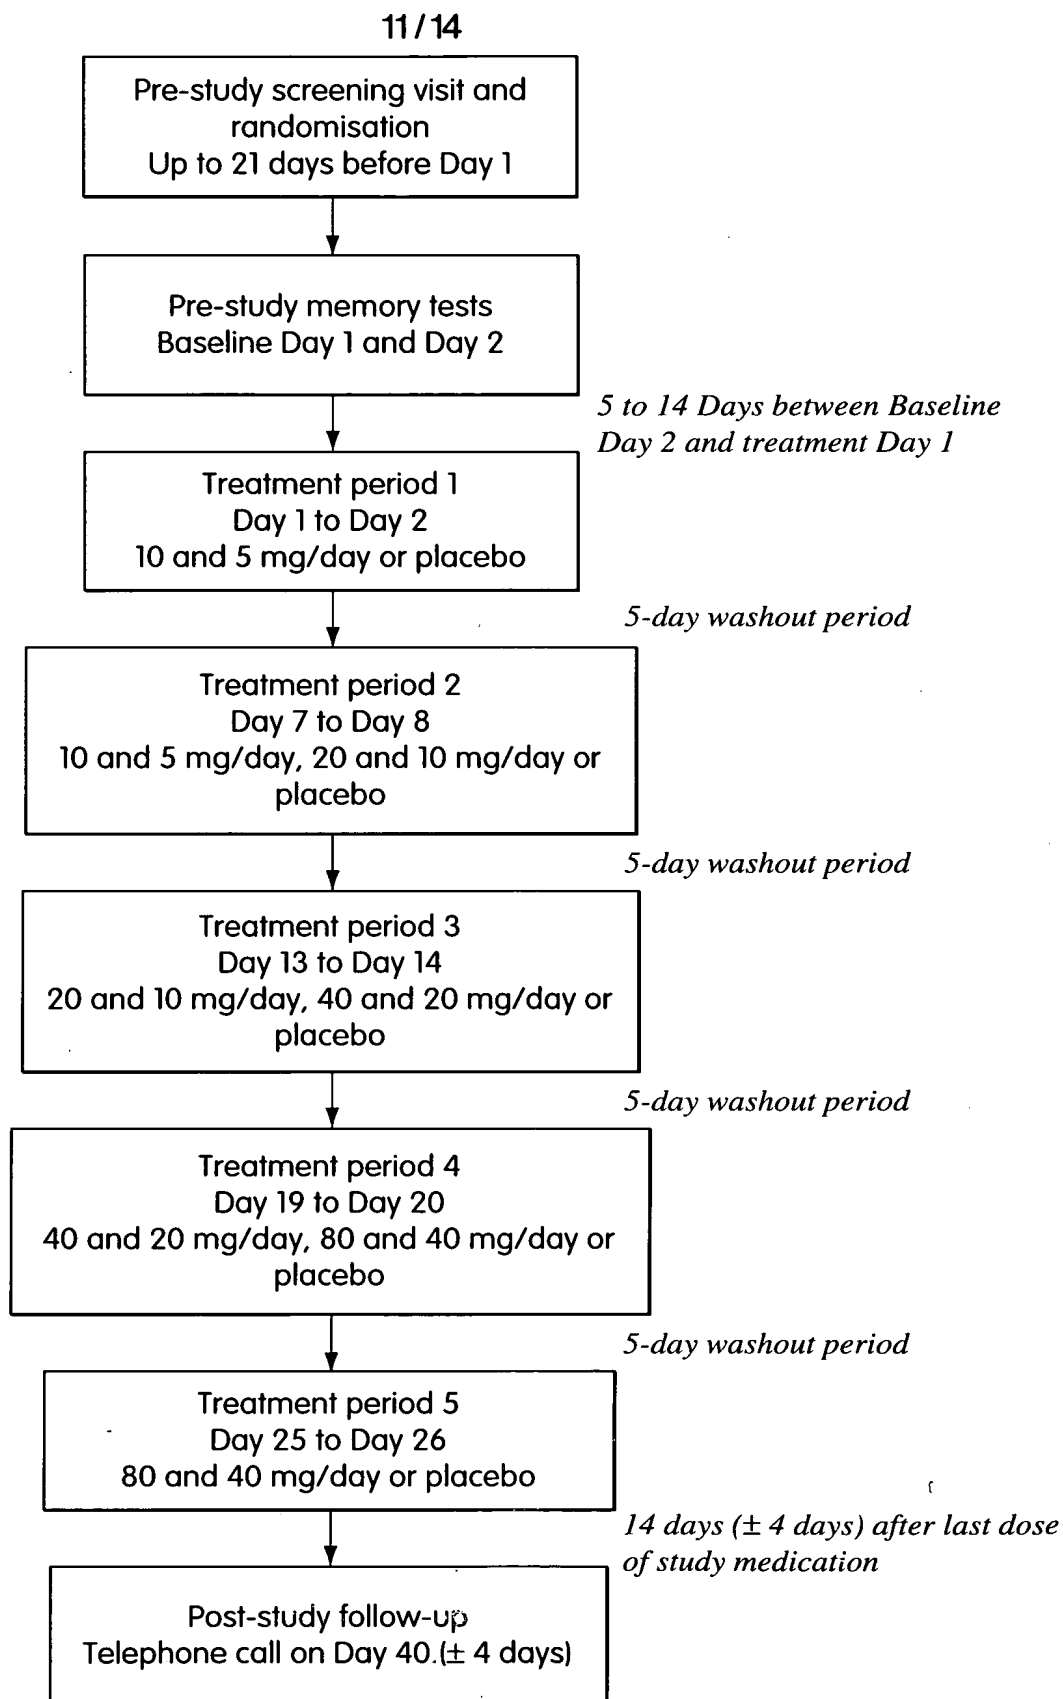 11/14
Pre-study screening visit and
randomisation
Up to 21 days before Day 1
Pre-study memory tests
Baseline Day 1 and Day 2
5 to 14 Days between Baseline
Day 2 and treatment Day 1
Treatment period 1
Day 1 to Day 2
10 and 5 mg/day or placebo
5-day washout period
Treatment period 2
Day 7 to Day 8
10 and 5 mg/day, 20 and 10 mg/day or
placebo
5-day washout period
Treatment period 3
Day 13 to Day 14
20 and 10 mg/day, 40 and 20 mg/day or
placebo
5-day washout period
Treatment period 4
Day 19 to Day 20
40 and 20 mg/day, 80 and 40 mg/day or
placebo
5-day washout period
Treatment period 5
Day 25 to Day 26
80 and 40 mg/day or placebo
14 days (± 4 days) after last dose
of study medication
Post-study follow-up
Telephone call on Day 40 (± 4 days)